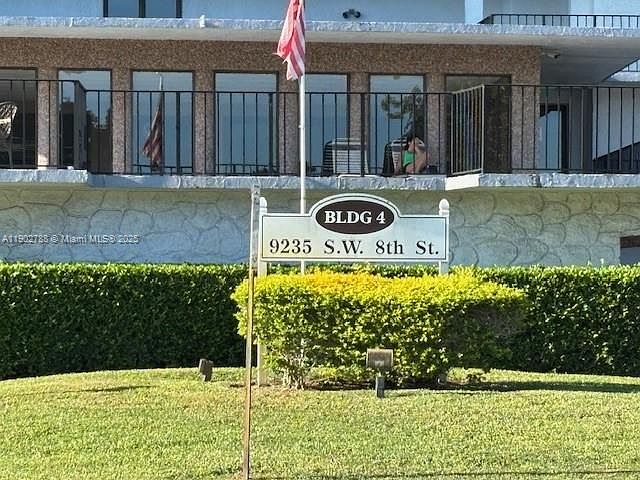 BLDG 4
9235 S.W. 8th St.
A11902788 © Miami MLS® 2025